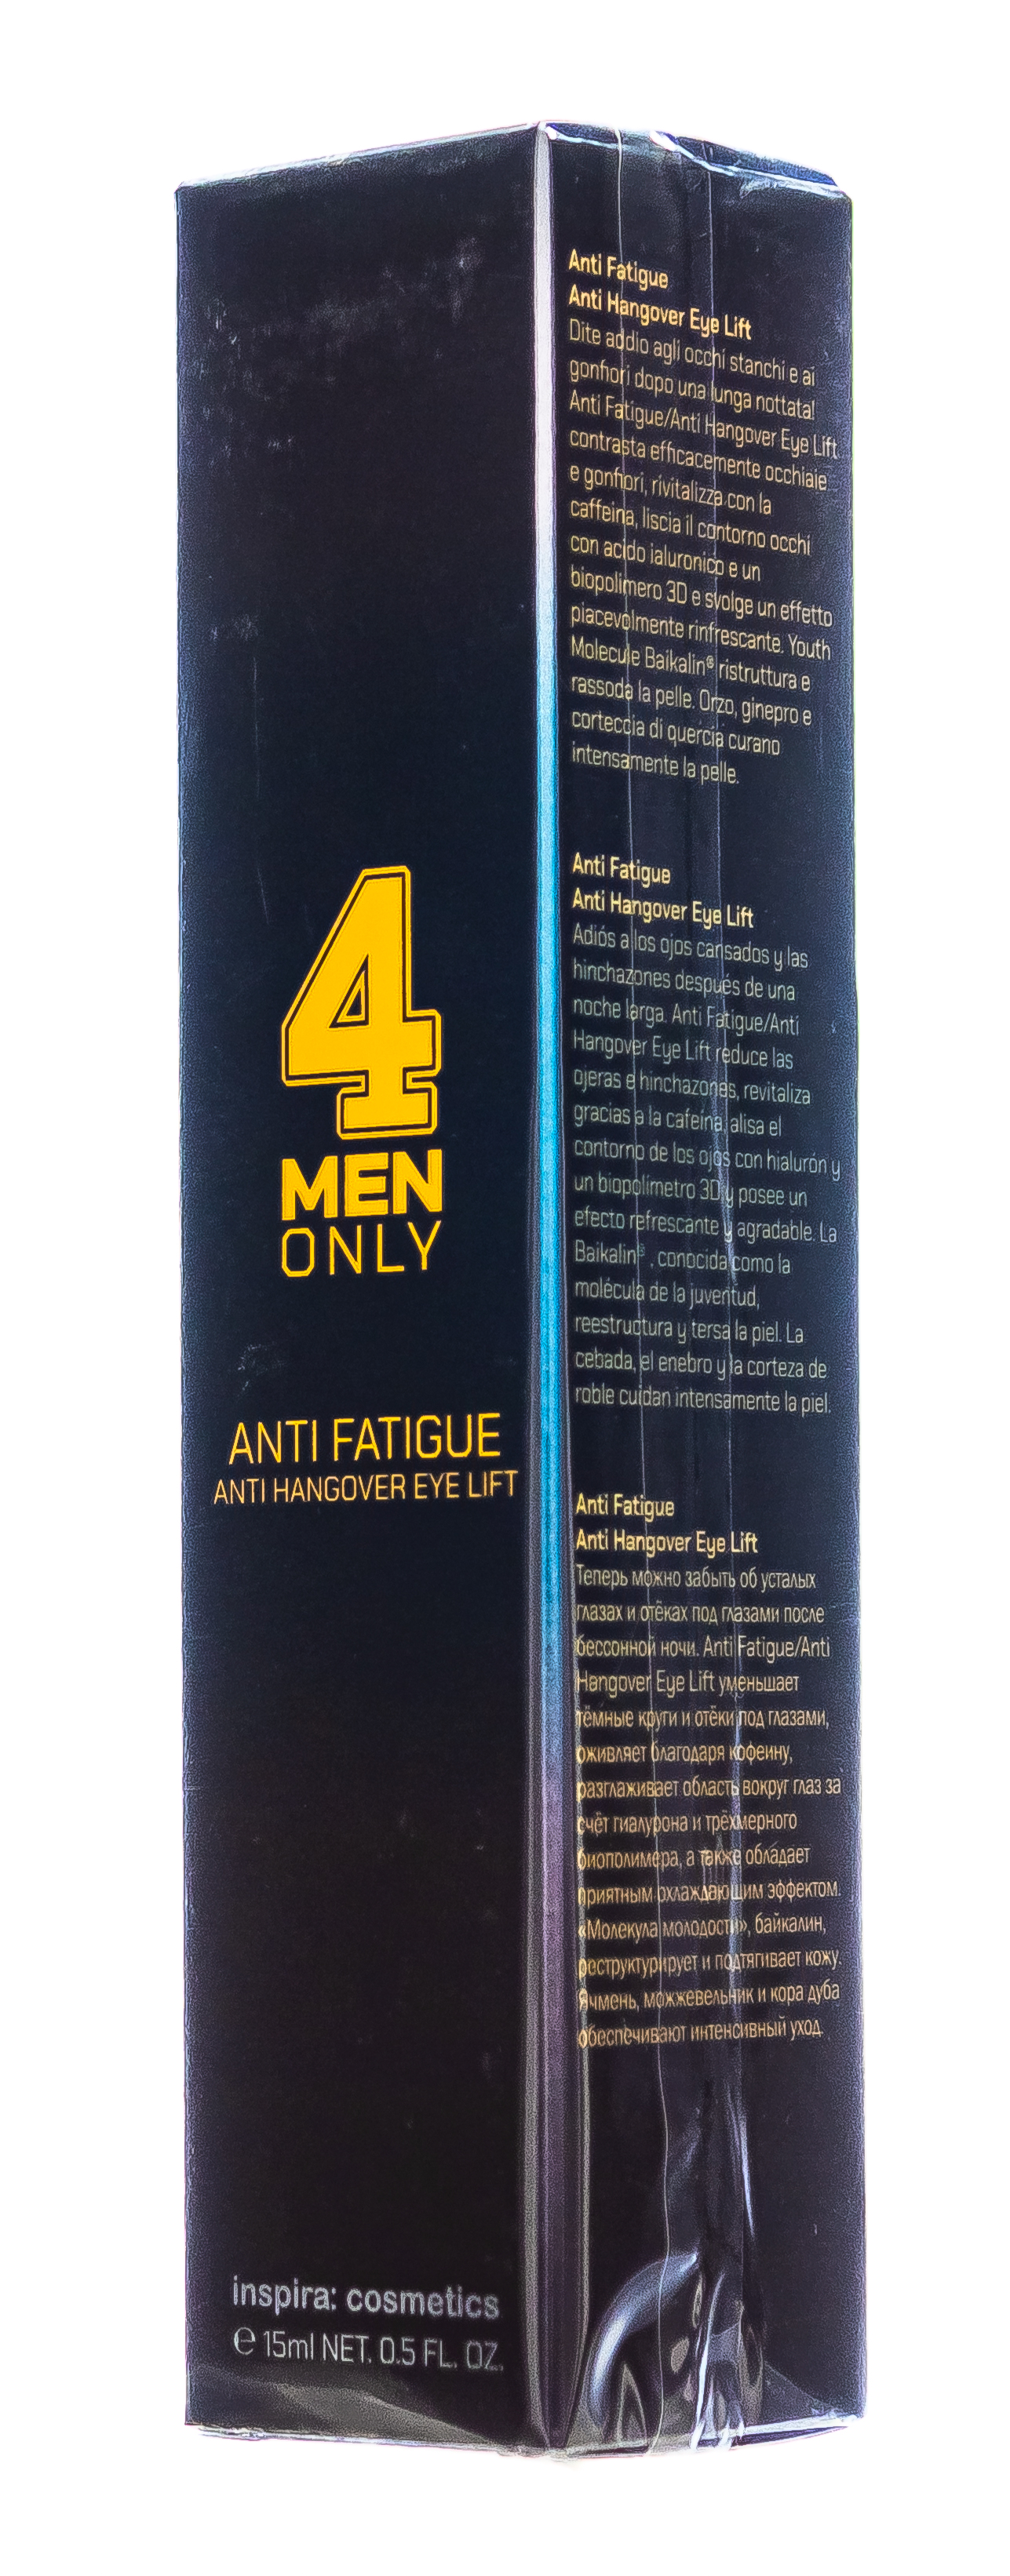 4
MEN
ONLY
ANTI FATIGUE
ANTI HANGOVER EYE LIFT
inspira: cosmetics
e 15ml NET. 0.5 FL. OZ.
Anti Fatigue
Anti Hangover Eye Lift
Dite addio agli occhi stanchi e ai
gonfiori dopo una lunga nottata!
Anti Fatigue/Anti Hangover Eye Lift
contrasta efficacemente occhiaie
e gonfiori, rivitalizza con la
caffeina, liscia il contorno occhi
con acido ialuronico e un
biopolimero 3D e svolge un effetto
piacevolmente rinfrescante. Youth
Molecule Baikalin® ristruttura e
rassoda la pelle. Orzo, ginepro e
corteccia di quercia curano
intensamente la pelle.
Anti Fatigue
Anti Hangover Eye Lift
Adiós a los ojos cansados y las
hinchazones después de una
noche larga. Anti Fatigue/Anti
Hangover Eye Lift reduce las
ojeras e hinchazones, revitaliza
gracias a la cafeína, alisa el
contorno de los ojos con hialurón y
un biopolímetro 3D y posee un
efecto refrescante y agradable. La
Baikalin® , conocida como la
molécula de la juventud,
reestructura y tersa la piel. La
cebada, el enebro y la corteza de
roble cuidan intensamente la piel.
Anti Fatigue
Anti Hangover Eye Lift
Теперь можно забыть об усталых
глазах и отёках под глазами после
бессонной ночи. Anti Fatigue/Anti
Hangover Eye Lift уменьшает
тёмные круги и отёки под глазами,
оживляет благодаря кофеину,
разглаживает область вокруг глаз за
счёт гиалурона и трёхмерного
биополимера, а также обладает
приятным охлаждающим эффектом.
«Молекула молодости», байкалин,
реструктурирует и подтягивает кожу.
Ячмень, можжевельник и кора дуба
обеспечивают интенсивный уход.